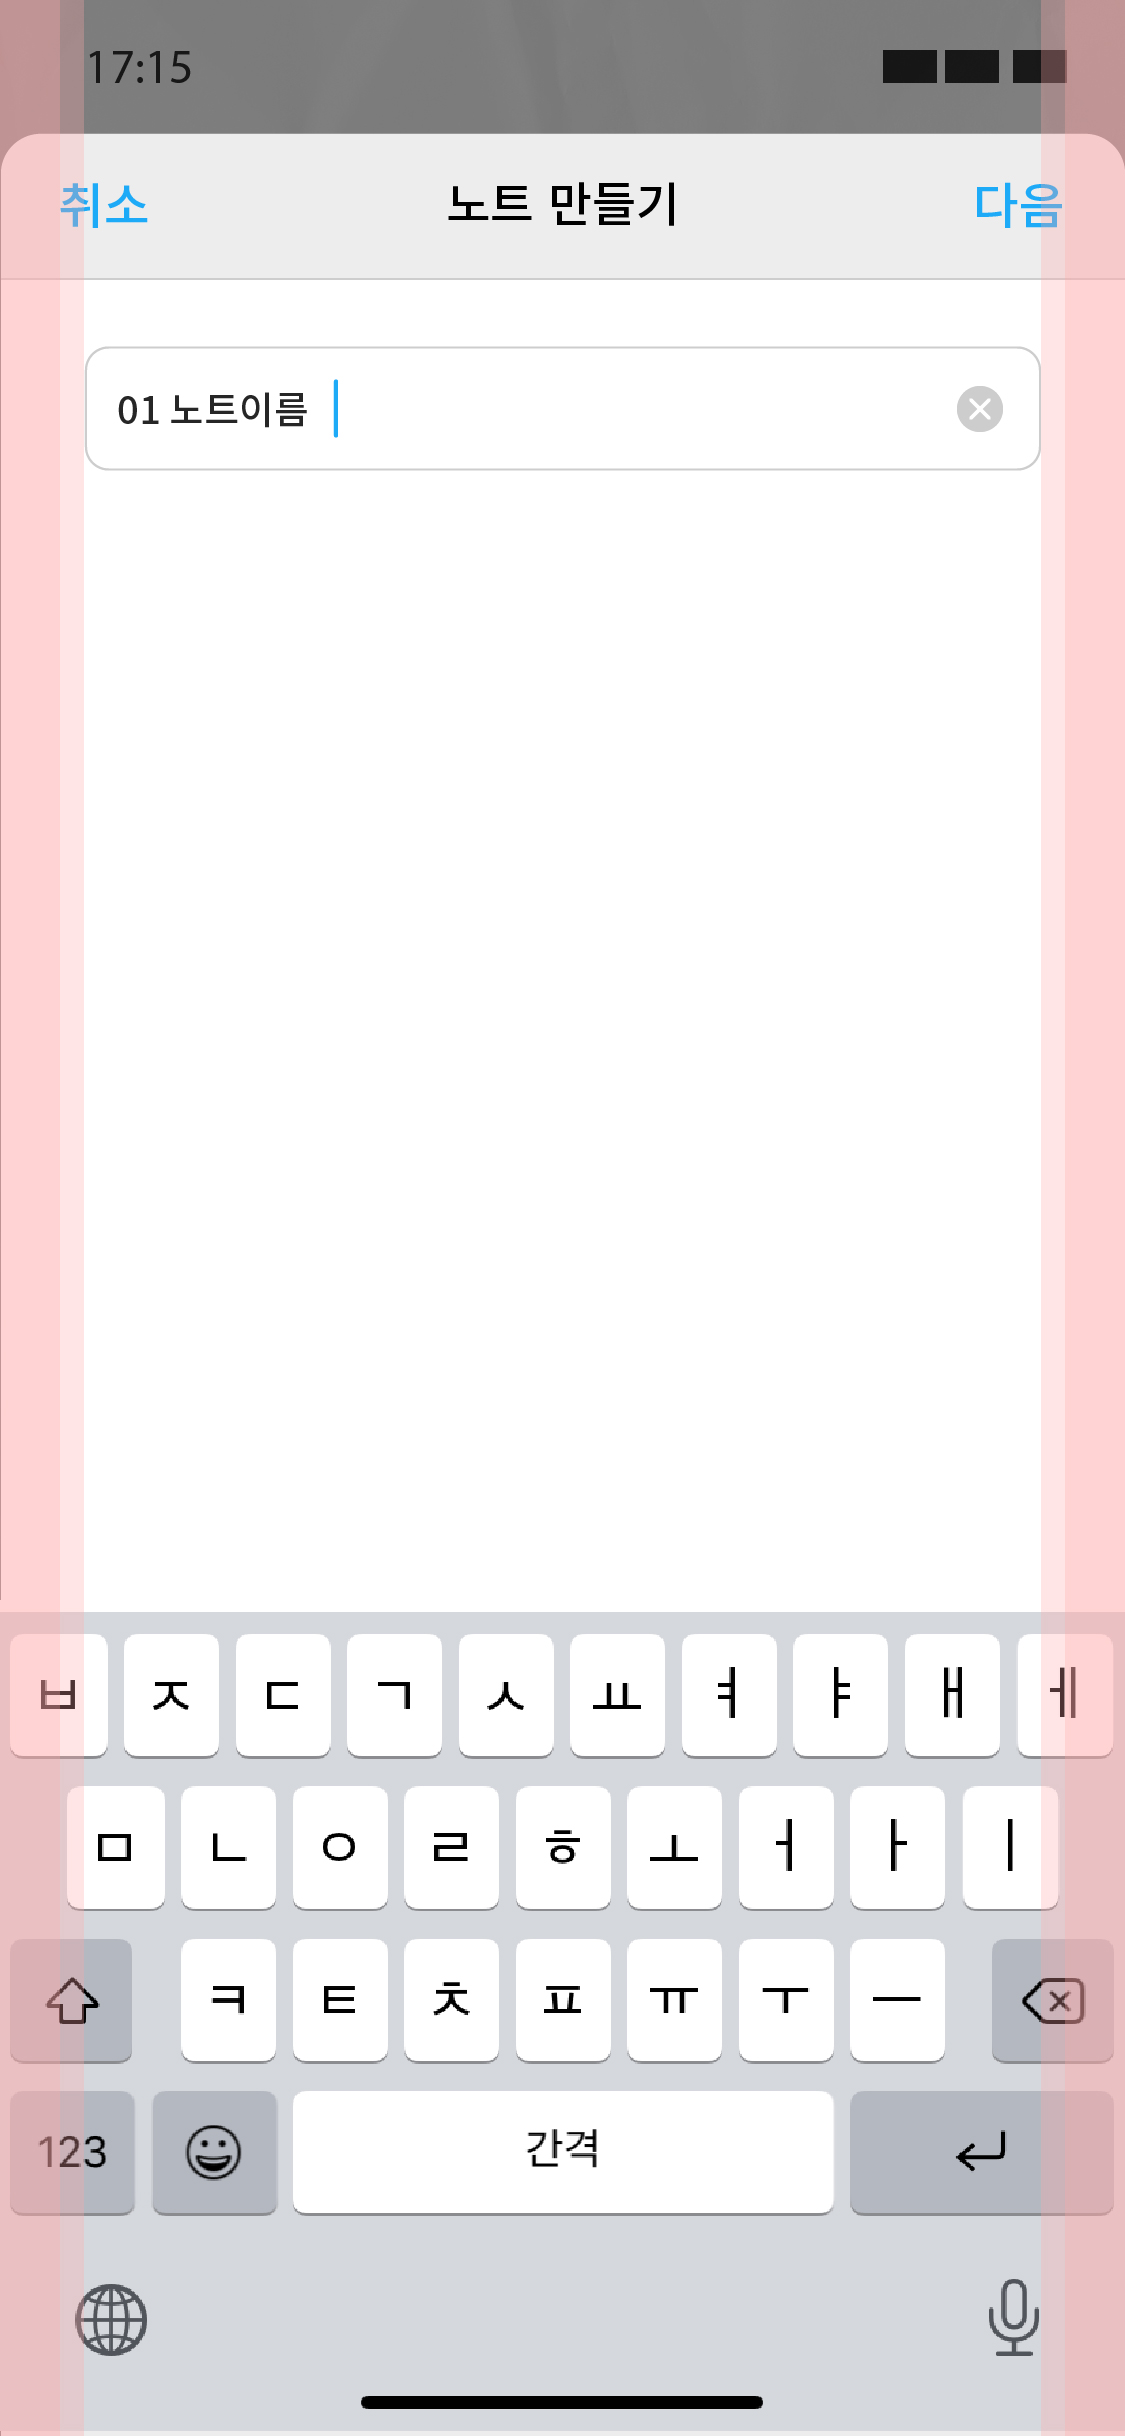 17:15
취소 노트 만들기 다음
01 노트이름
ㅂ ㅈ ㄷ ㄱ ㅅ ㅛ ㅕ ㅑ ㅐ ㅔ
ㅁ ㄴ ㅇ ㄹ ㅎ ㅗ ㅓ ㅏ ㅣ
ㅋ ㅌ ㅊ ㅍ ㅠ ㅜ ㅡ
123 간격